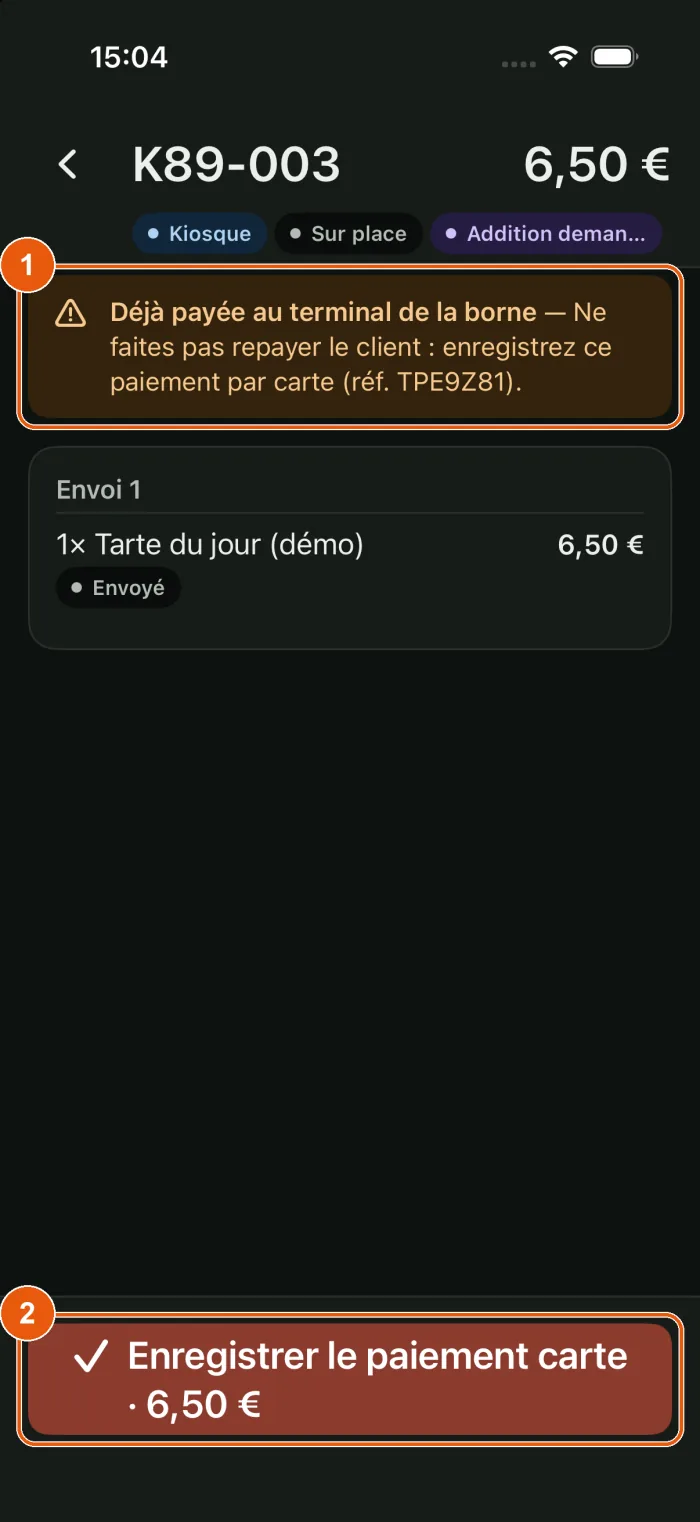 15:04
K89-003
6,50 €
Kiosque
Sur place
Addition deman...
1
Déjà payée au terminal de la borne — Ne
faites pas repayer le client : enregistrez ce
paiement par carte (réf. TPE9Z81).
Envoi 1
1× Tarte du jour (démo)
6,50 €
Envoyé
2
Enregistrer le paiement carte
· 6,50 €